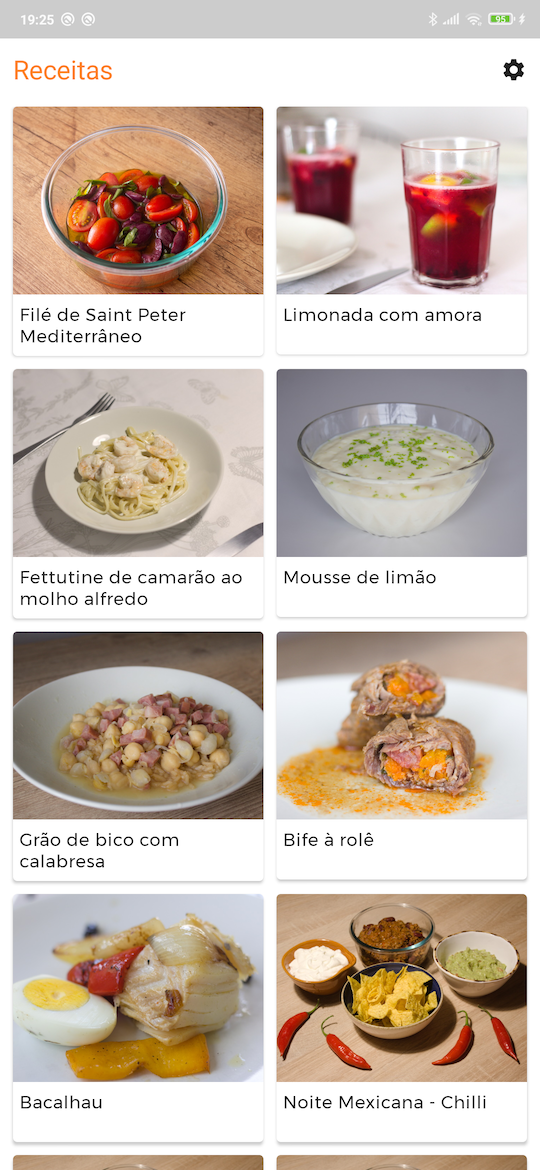 19:25
95
Receitas
Filé de Saint Peter
Mediterrâneo
Limonada com amora
Fettutine de camarão ao
molho alfredo
Mousse de limão
Grão de bico com
calabresa
Bife à rolê
Bacalhau
Noite Mexicana - Chilli